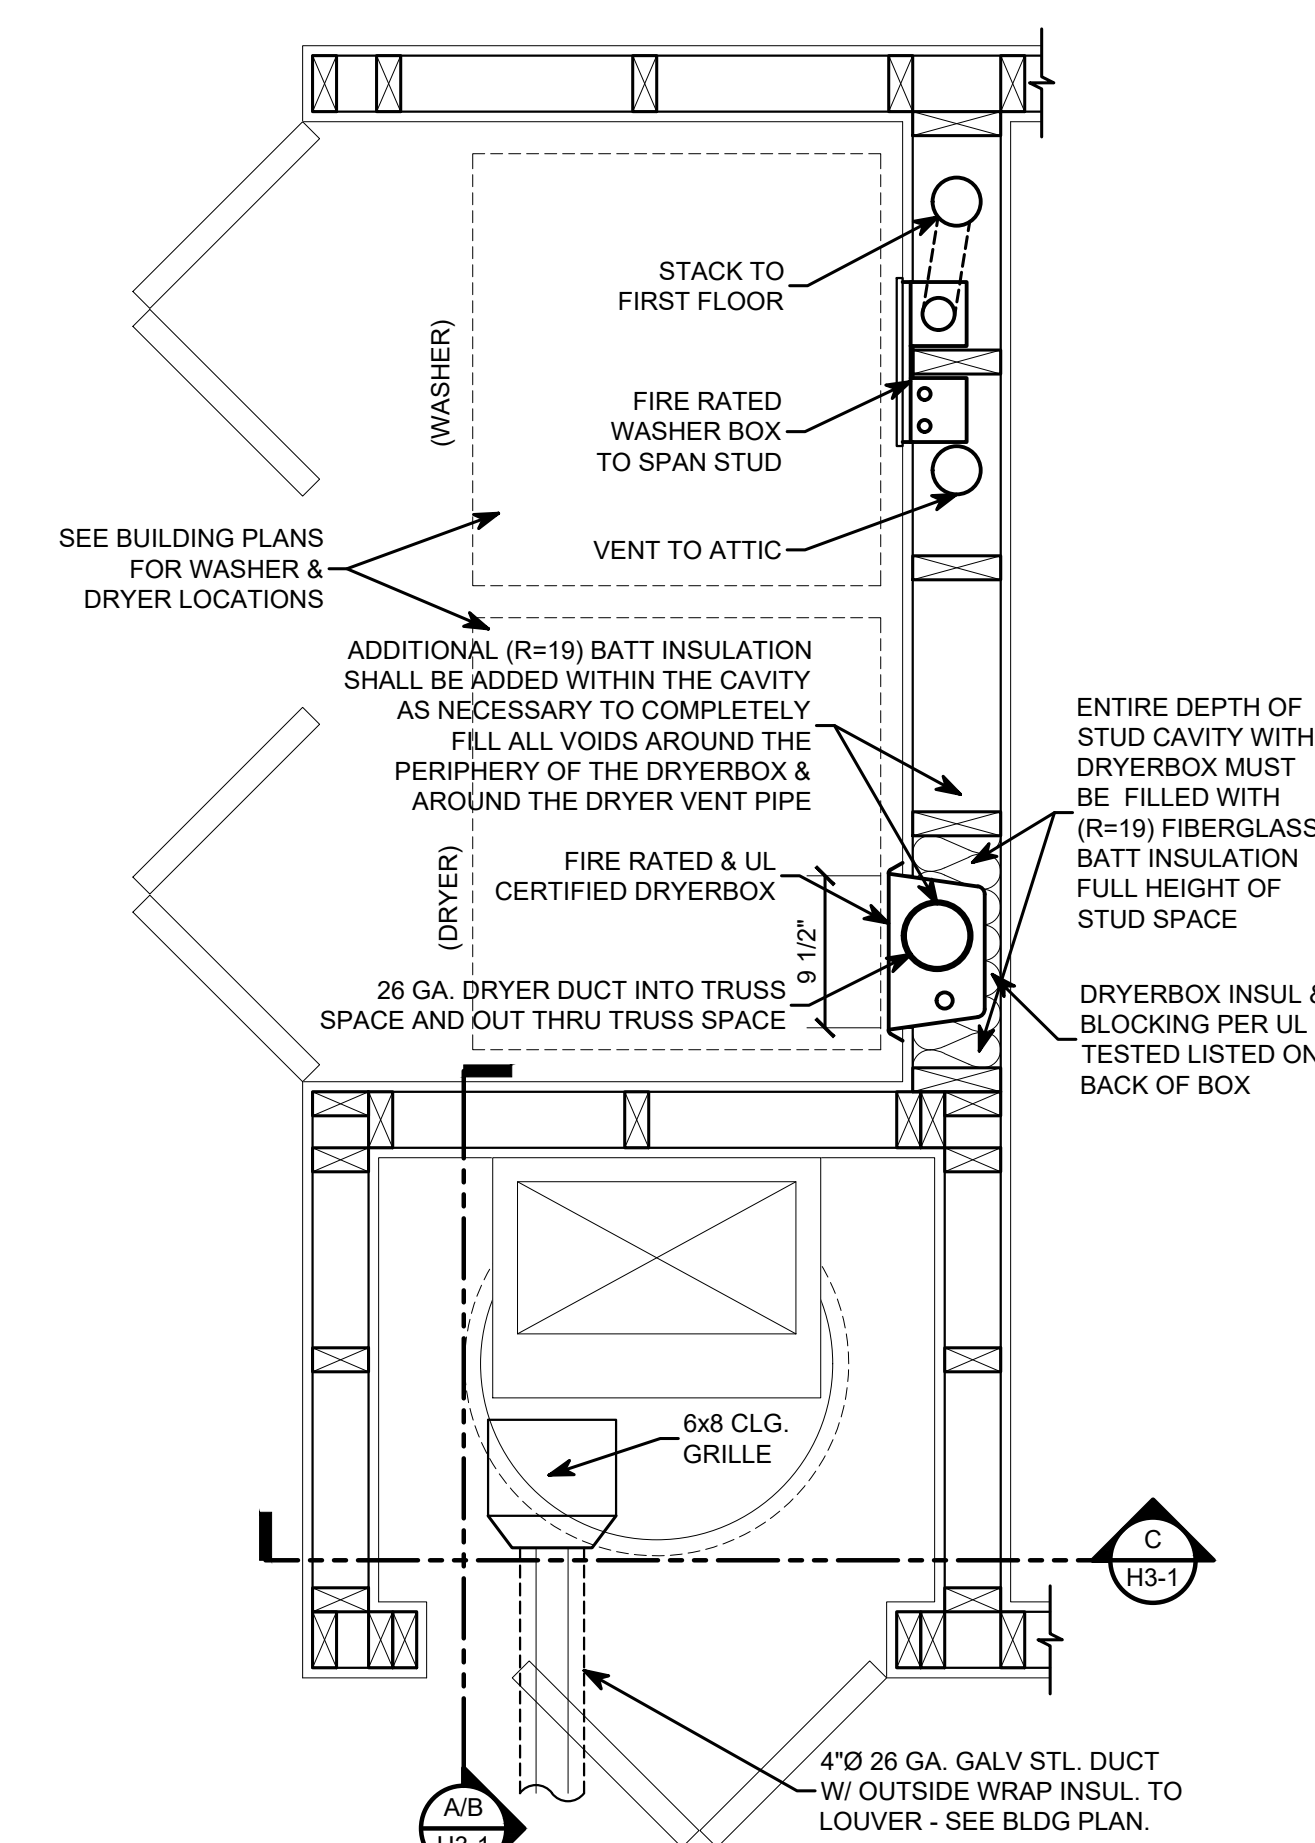 STACK TO
FIRST FLOOR
(WASHER)
FIRE RATED
WASHER BOX
TO SPAN STUD
SEE BUILDING PLANS
FOR WASHER &
DRYER LOCATIONS
VENT TO ATTIC
ADDITIONAL (R=19) BATT INSULATION
SHALL BE ADDED WITHIN THE CAVITY
AS NECESSARY TO COMPLETELY
FILL ALL VOIDS AROUND THE
PERIPHERY OF THE DRYERBOX &
AROUND THE DRYER VENT PIPE
ENTIRE DEPTH OF
STUD CAVITY WITH
DRYERBOX MUST
BE FILLED WITH
(R=19) FIBERGLASS
BATT INSULATION
FULL HEIGHT OF
STUD SPACE
(DRYER)
FIRE RATED & UL
CERTIFIED DRYERBOX
9 1/2"
26 GA. DRYER DUCT INTO TRUSS
SPACE AND OUT THRU TRUSS SPACE
DRYERBOX INSUL &
BLOCKING PER UL
TESTED LISTED ON
BACK OF BOX
6x8 CLG.
GRILLE
C
H3-1
4"Ø 26 GA. GALV STL. DUCT
W/ OUTSIDE WRAP INSUL. TO
LOUVER - SEE BLDG PLAN.
A/B